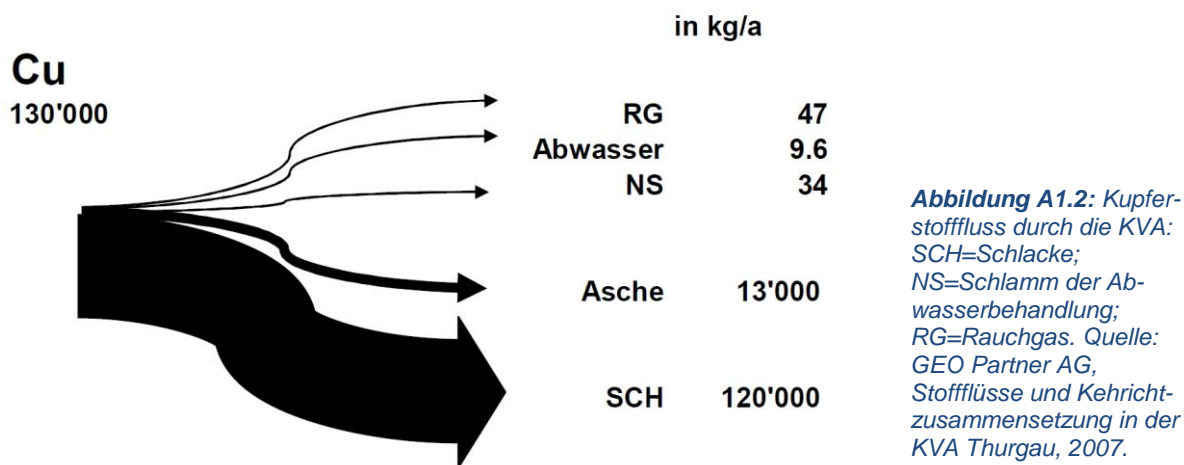 in kg/a
Cu
130'000
RG 47
Abwasser 9.6
NS 34
Asche 13'000
SCH 120'000
Abbildung A1.2: Kupfer-
stofffluss durch die KVA:
SCH=Schlacke;
NS=Schlamm der Ab-
wasserbehandlung;
RG=Rauchgas. Quelle:
GEO Partner AG,
Stoffflüsse und Kehricht-
zusammensetzung in der
KVA Thurgau, 2007.